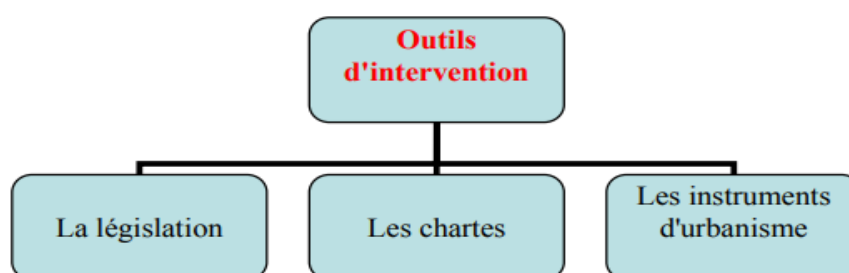 Outils
d'intervention
La législation
Les chartes
Les instruments
d'urbanisme